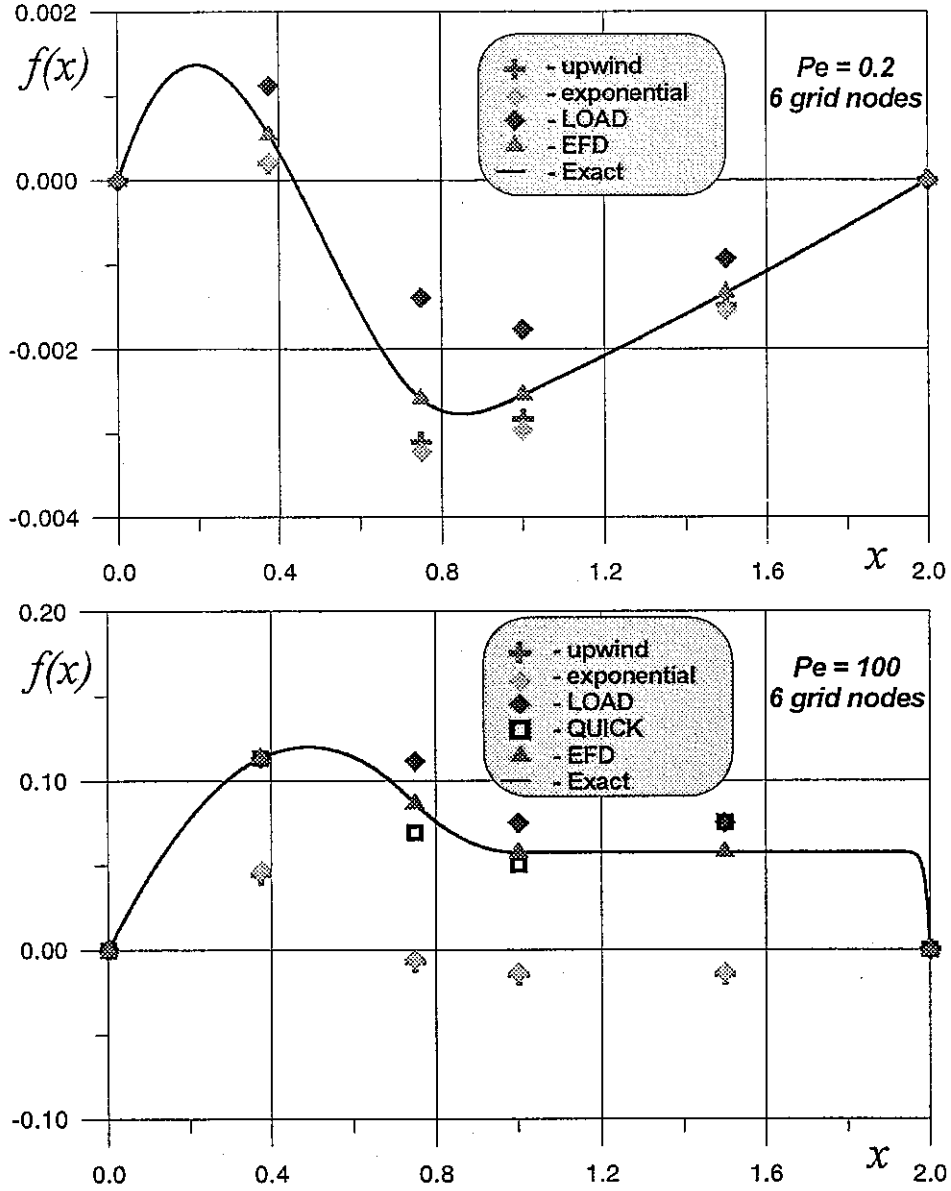 0.002
f(x)
- upwind
- exponential
- LOAD
- EFD
- Exact
Pe = 0.2
6 grid nodes
0.000
-0.002
-0.004
0.0 0.4 0.8 1.2 1.6 x 2.0
0.20
f(x)
- upwind
- exponential
- LOAD
- QUICK
- EFD
- Exact
Pe = 100
6 grid nodes
0.10
0.00
-0.10
0.0 0.4 0.8 1.2 1.6 x 2.0